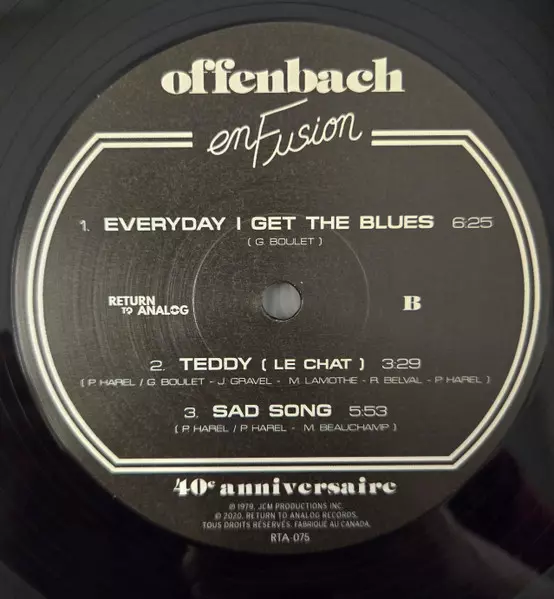 offenbach
en Fusion
1. EVERYDAY I GET THE BLUES 6:25
( G. BOULET )
RETURN
TO ANALOG
B
2. TEDDY ( LE CHAT ) 3:29
( P. HAREL / G. BOULET - J. GRAVEL - M. LAMOTHE - R. BELVAL - P. HAREL )
3. SAD SONG 5:53
( P. HAREL / P. HAREL - M. BEAUCHAMP )
40e anniversaire
℗ 1979, JCM PRODUCTIONS INC.
© 2020, RETURN TO ANALOG RECORDS,
TOUS DROITS RÉSERVÉS. FABRIQUÉ AU CANADA.
RTA-075